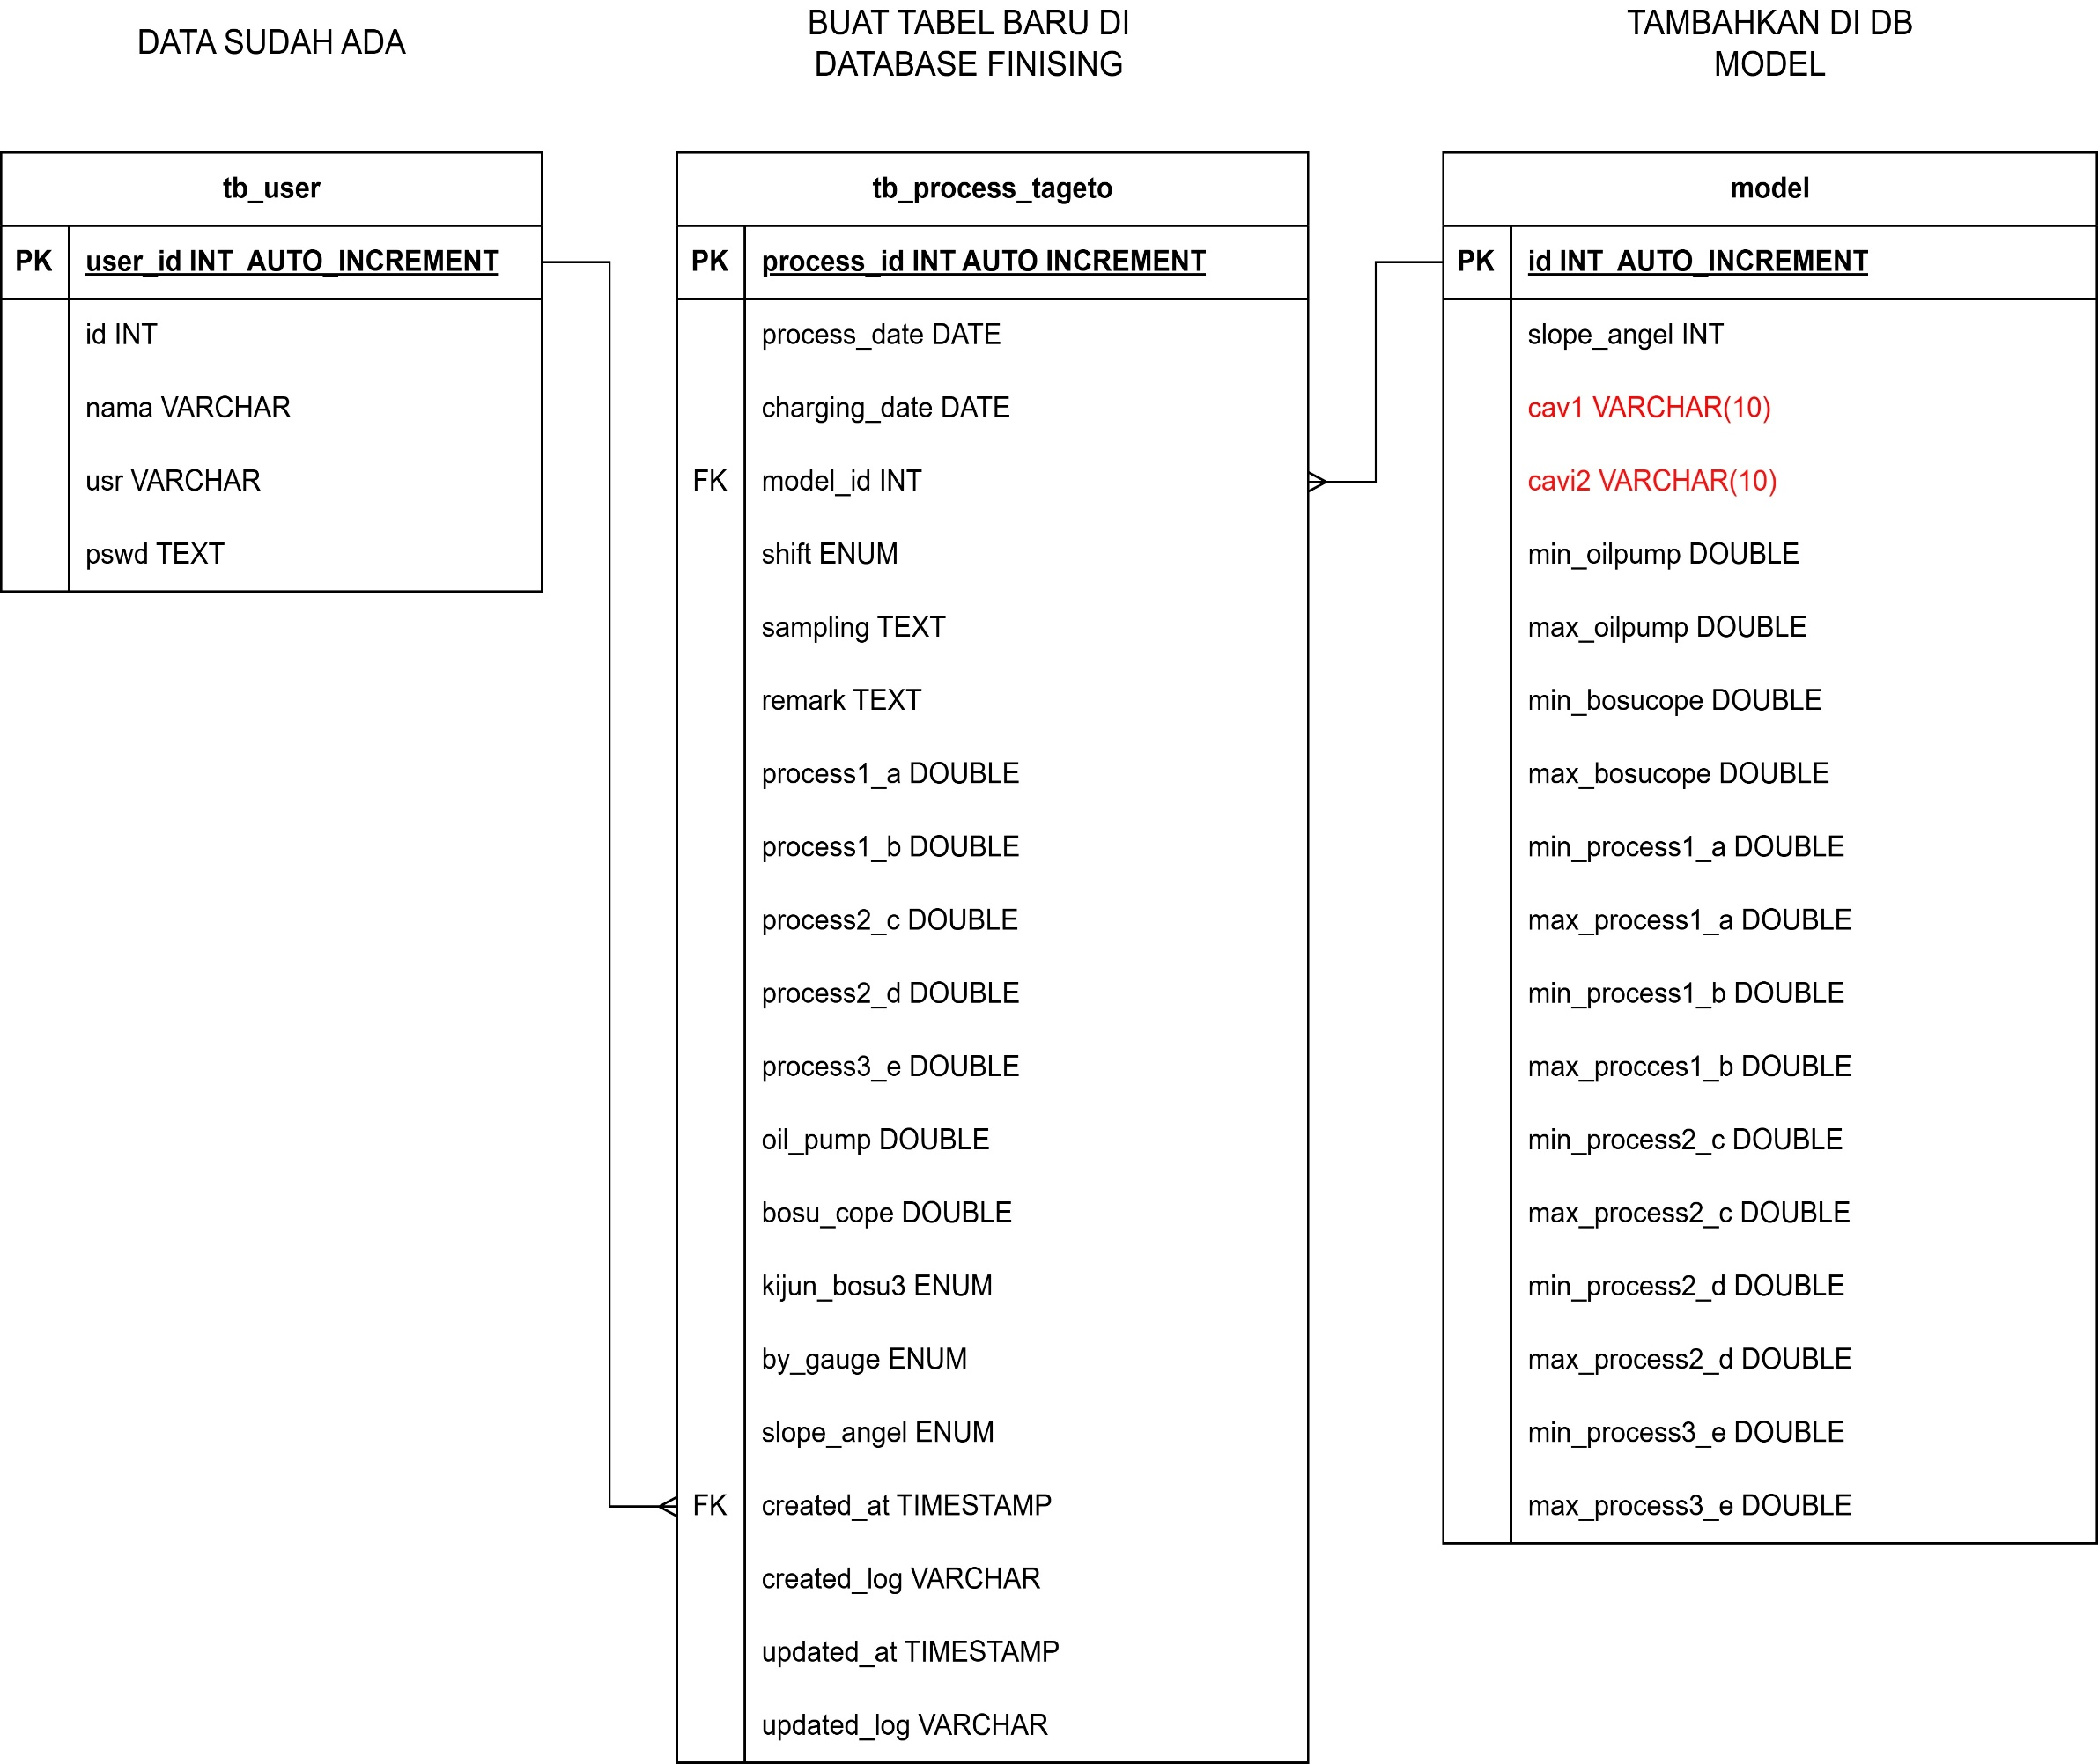 DATA SUDAH ADA
BUAT TABEL BARU DI
DATABASE FINISING
TAMBAHKAN DI DB
MODEL
tb_user
PK user_id INT AUTO_INCREMENT
id INT
nama VARCHAR
usr VARCHAR
pswd TEXT
tb_process_tageto
PK process_id INT AUTO INCREMENT
process_date DATE
charging_date DATE
FK model_id INT
shift ENUM
sampling TEXT
remark TEXT
process1_a DOUBLE
process1_b DOUBLE
process2_c DOUBLE
process2_d DOUBLE
process3_e DOUBLE
oil_pump DOUBLE
bosu_cope DOUBLE
kijun_bosu3 ENUM
by_gauge ENUM
slope_angel ENUM
FK created_at TIMESTAMP
created_log VARCHAR
updated_at TIMESTAMP
updated_log VARCHAR
model
PK id INT AUTO_INCREMENT
slope_angel INT
cav1 VARCHAR(10)
cavi2 VARCHAR(10)
min_oilpump DOUBLE
max_oilpump DOUBLE
min_bosucope DOUBLE
max_bosucope DOUBLE
min_process1_a DOUBLE
max_process1_a DOUBLE
min_process1_b DOUBLE
max_procces1_b DOUBLE
min_process2_c DOUBLE
max_process2_c DOUBLE
min_process2_d DOUBLE
max_process2_d DOUBLE
min_process3_e DOUBLE
max_process3_e DOUBLE